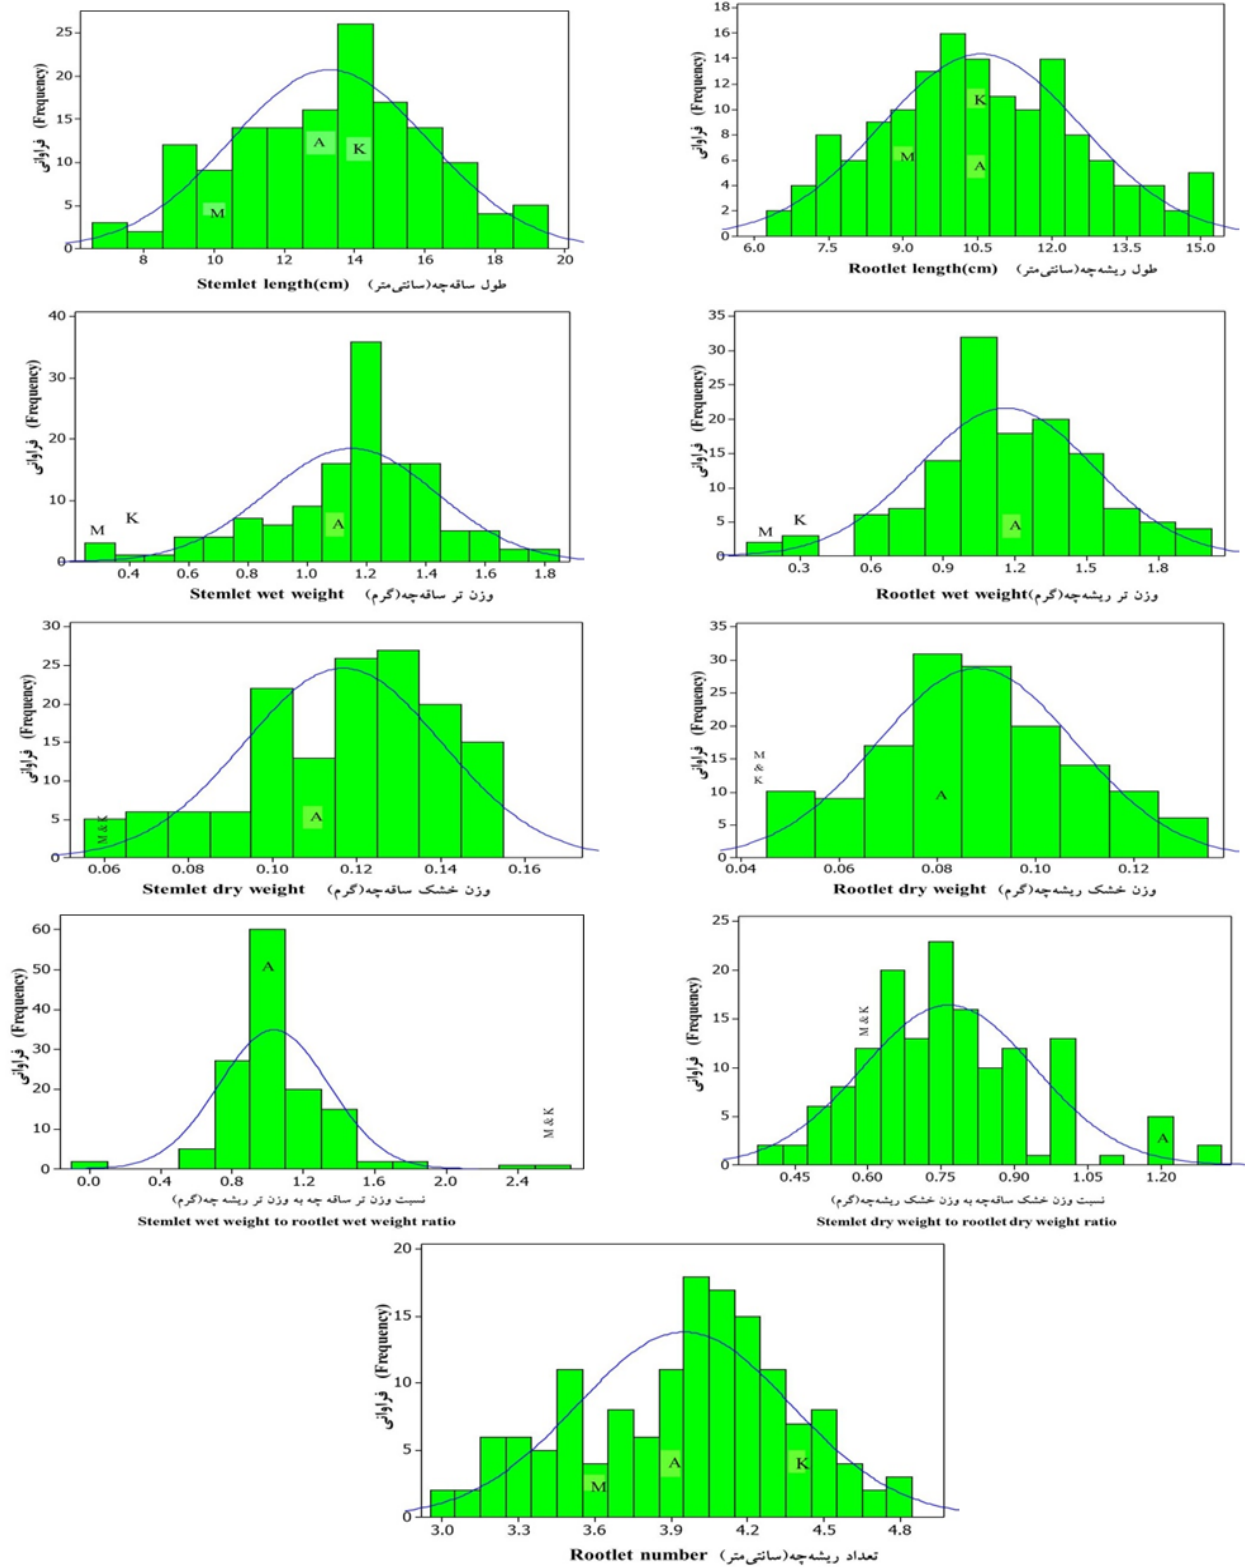 25
20
15
10
5
0
فراوانی (Frequency)
M
A
K
8
10
12
14
16
18
20
Stemlet length(cm) طول ساقه‌چه(سانتی‌متر)
18
16
14
12
10
8
6
4
2
0
فراوانی (Frequency)
M
K
A
6.0
7.5
9.0
10.5
12.0
13.5
15.0
Rootlet length(cm) طول ریشه‌چه(سانتی‌متر)
40
30
20
10
0
فراوانی (Frequency)
M
K
A
0.4
0.6
0.8
1.0
1.2
1.4
1.6
1.8
Stemlet wet weight وزن تر ساقه‌چه(گرم)
35
30
25
20
15
10
5
0
فراوانی (Frequency)
M
K
A
0.3
0.6
0.9
1.2
1.5
1.8
Rootlet wet weight وزن تر ریشه‌چه(گرم)
30
25
20
15
10
5
0
فراوانی (Frequency)
M & K
A
0.06
0.08
0.10
0.12
0.14
0.16
Stemlet dry weight وزن خشک ساقه‌چه(گرم)
35
30
25
20
15
10
5
0
فراوانی (Frequency)
M
&
K
A
0.04
0.06
0.08
0.10
0.12
Rootlet dry weight وزن خشک ریشه‌چه(گرم)
60
50
40
30
20
10
0
فراوانی (Frequency)
A
M & K
0.0
0.4
0.8
1.2
1.6
2.0
2.4
نسبت وزن تر ساقه چه به وزن تر ریشه چه(گرم)
Stemlet wet weight to rootlet wet weight ratio
25
20
15
10
5
0
فراوانی (Frequency)
M & K
A
0.45
0.60
0.75
0.90
1.05
1.20
نسبت وزن خشک ساقه‌چه به وزن خشک ریشه‌چه(گرم)
Stemlet dry weight to rootlet dry weight ratio
20
15
10
5
0
فراوانی (Frequency)
M
A
K
3.0
3.3
3.6
3.9
4.2
4.5
4.8
Rootlet number تعداد ریشه‌چه(سانتی‌متر)